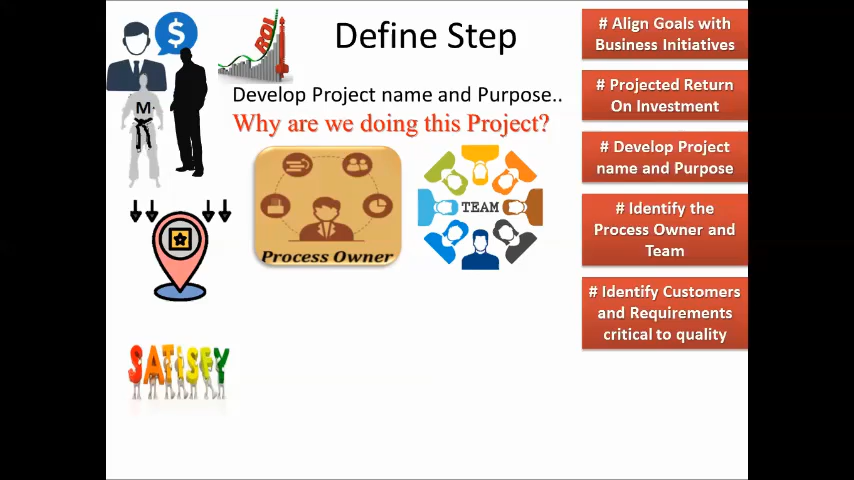 Define Step
ROI
$
M·
Develop Project name and Purpose..
Why are we doing this Project?
Process Owner
TEAM
SATISFY
# Align Goals with
Business Initiatives
# Projected Return
On Investment
# Develop Project
name and Purpose
# Identify the
Process Owner and
Team
# Identify Customers
and Requirements
critical to quality